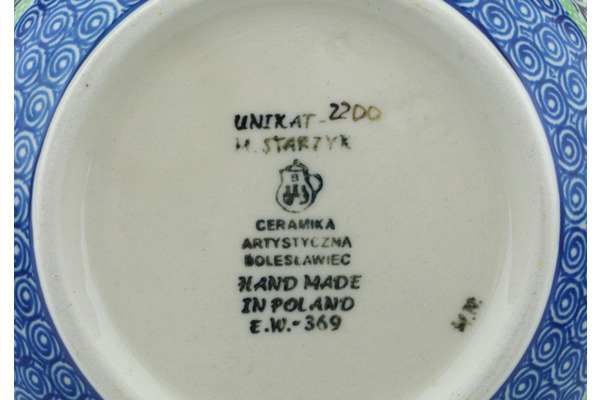 UNIKAT-2200
M. STARZYK
B
CERAMIKA
ARTYSTYCZNA
BOLESŁAWIEC
HAND MADE
IN POLAND
E.W.-369